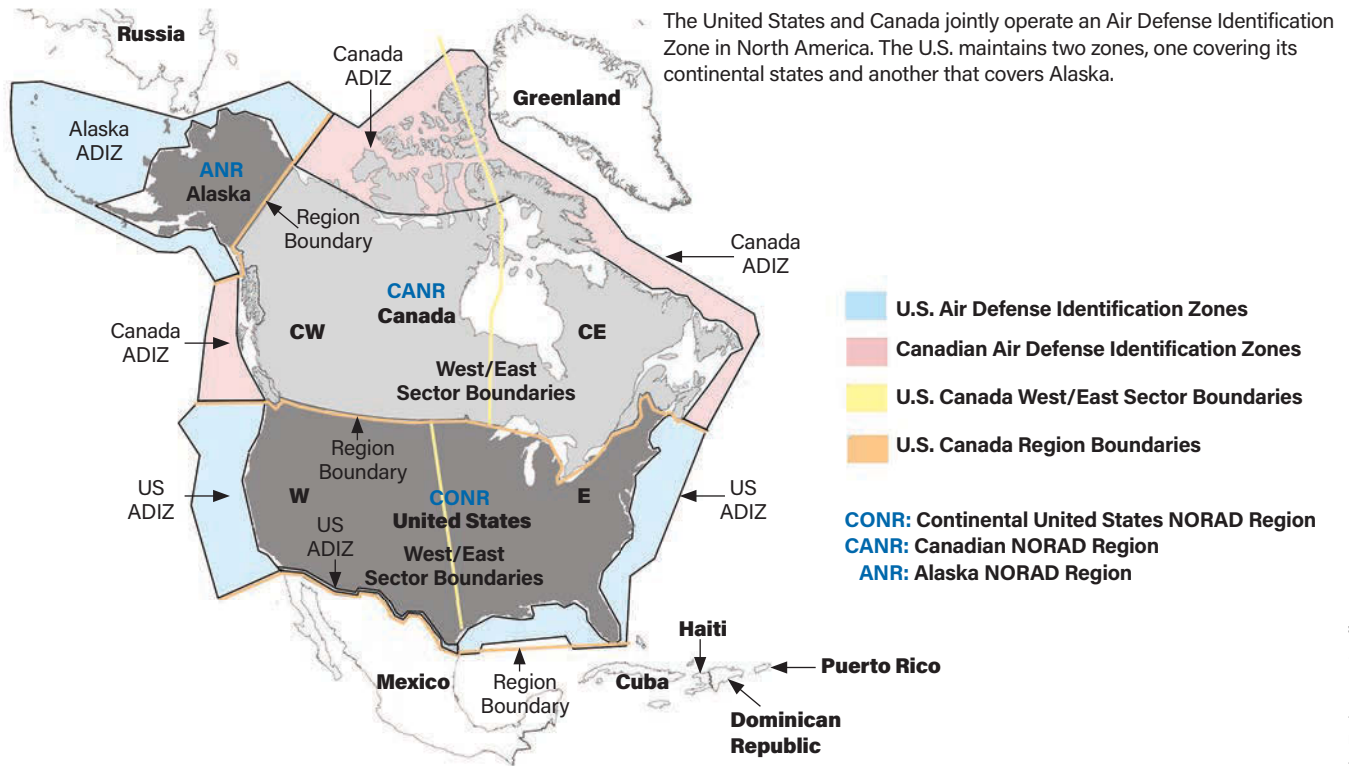 The United States and Canada jointly operate an Air Defense Identification
Zone in North America. The U.S. maintains two zones, one covering its
continental states and another that covers Alaska.
Russia
Canada
ADIZ
Greenland
Alaska
ADIZ
ANR
Alaska
Region
Boundary
Canada
ADIZ
CANR
Canada
CW
CE
Canada
ADIZ
West/East
Sector Boundaries
Region
Boundary
US
ADIZ
W
CONR
United States
E
US
ADIZ
US
ADIZ
West/East
Sector Boundaries
Mexico
Region
Boundary
Haiti
Cuba
Puerto Rico
Dominican
Republic
U.S. Air Defense Identification Zones
Canadian Air Defense Identification Zones
U.S. Canada West/East Sector Boundaries
U.S. Canada Region Boundaries
CONR: Continental United States NORAD Region
CANR: Canadian NORAD Region
ANR: Alaska NORAD Region